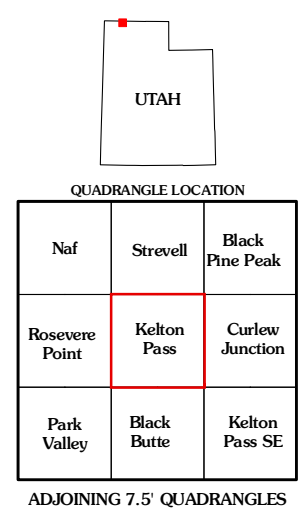 UTAH
QUADRANGLE LOCATION
Naf
Strevell
Black
Pine Peak
Rosevere
Point
Kelton
Pass
Curlew
Junction
Park
Valley
Black
Butte
Kelton
Pass SE
ADJOINING 7.5' QUADRANGLES